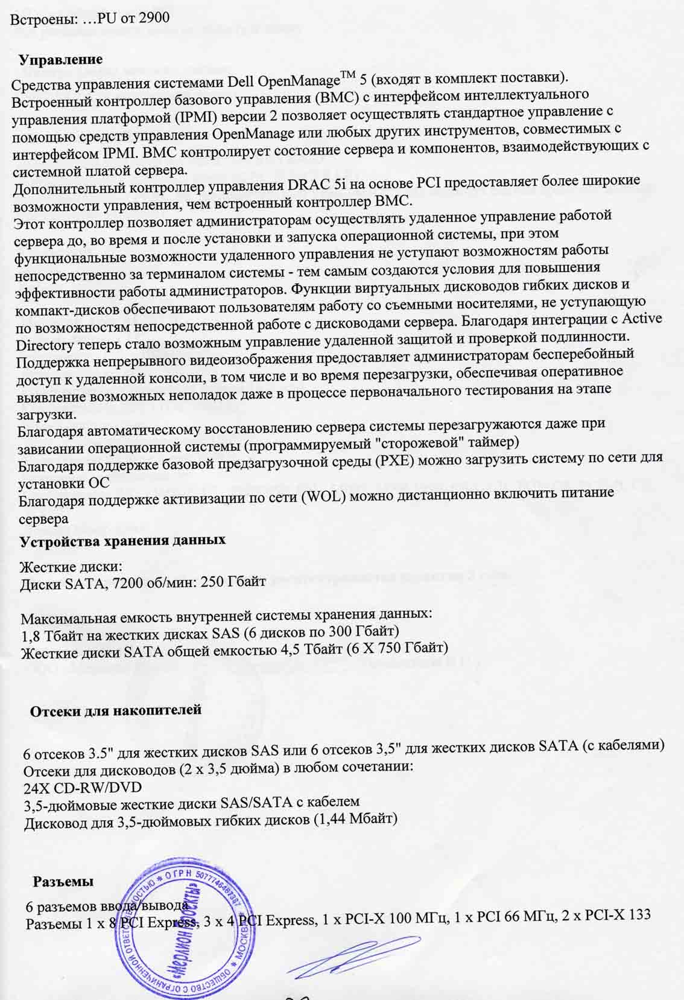 Встроены: …PU от 2900
Управление
Средства управления системами Dell OpenManage™ 5 (входят в комплект поставки).
Встроенный контроллер базового управления (BMC) с интерфейсом интеллектуального
управления платформой (IPMI) версии 2 позволяет осуществлять стандартное управление с
помощью средств управления OpenManage или любых других инструментов, совместимых с
интерфейсом IPMI. BMC контролирует состояние сервера и компонентов, взаимодействующих с
системной платой сервера.
Дополнительный контроллер управления DRAC 5i на основе PCI предоставляет более широкие
возможности управления, чем встроенный контроллер BMC.
Этот контроллер позволяет администраторам осуществлять удаленное управление работой
сервера до, во время и после установки и запуска операционной системы, при этом
функциональные возможности удаленного управления не уступают возможностям работы
непосредственно за терминалом системы - тем самым создаются условия для повышения
эффективности работы администраторов. Функции виртуальных дисководов гибких дисков и
компакт-дисков обеспечивают пользователям работу со съемными носителями, не уступающую
по возможностям непосредственной работе с дисководами сервера. Благодаря интеграции с Active
Directory теперь стало возможным управление удаленной защитой и проверкой подлинности.
Поддержка непрерывного видеоизображения предоставляет администраторам бесперебойный
доступ к удаленной консоли, в том числе и во время перезагрузки, обеспечивая оперативное
выявление возможных неполадок даже в процессе первоначального тестирования на этапе
загрузки.
Благодаря автоматическому восстановлению сервера системы перезагружаются даже при
зависании операционной системы (программируемый "сторожевой" таймер)
Благодаря поддержке базовой предзагрузочной среды (PXE) можно загрузить систему по сети для
установки ОС
Благодаря поддержке активизации по сети (WOL) можно дистанционно включить питание
сервера
Устройства хранения данных
Жесткие диски:
Диски SATA, 7200 об/мин: 250 Гбайт
Максимальная емкость внутренней системы хранения данных:
1,8 Тбайт на жестких дисках SAS (6 дисков по 300 Гбайт)
Жесткие диски SATA общей емкостью 4,5 Тбайт (6 X 750 Гбайт)
Отсеки для накопителей
6 отсеков 3.5" для жестких дисков SAS или 6 отсеков 3,5" для жестких дисков SATA (с кабелями)
Отсеки для дисководов (2 x 3,5 дюйма) в любом сочетании:
24X CD-RW/DVD
3,5-дюймовые жесткие диски SAS/SATA с кабелем
Дисковод для 3,5-дюймовых гибких дисков (1,44 Мбайт)
Разъемы
6 разъемов ввода/вывода
Разъемы 1 x 8 PCI Express, 3 x 4 PCI Express, 1 x PCI-X 100 МГц, 1 x PCI 66 МГц, 2 x PCI-X 133
ОБЩЕСТВО С ОГРАНИЧЕННОЙ ОТВЕТСТВЕННОСТЬЮ * ОГРН 5077746467367 * МОСКВА *
«Мерлион Проекты»